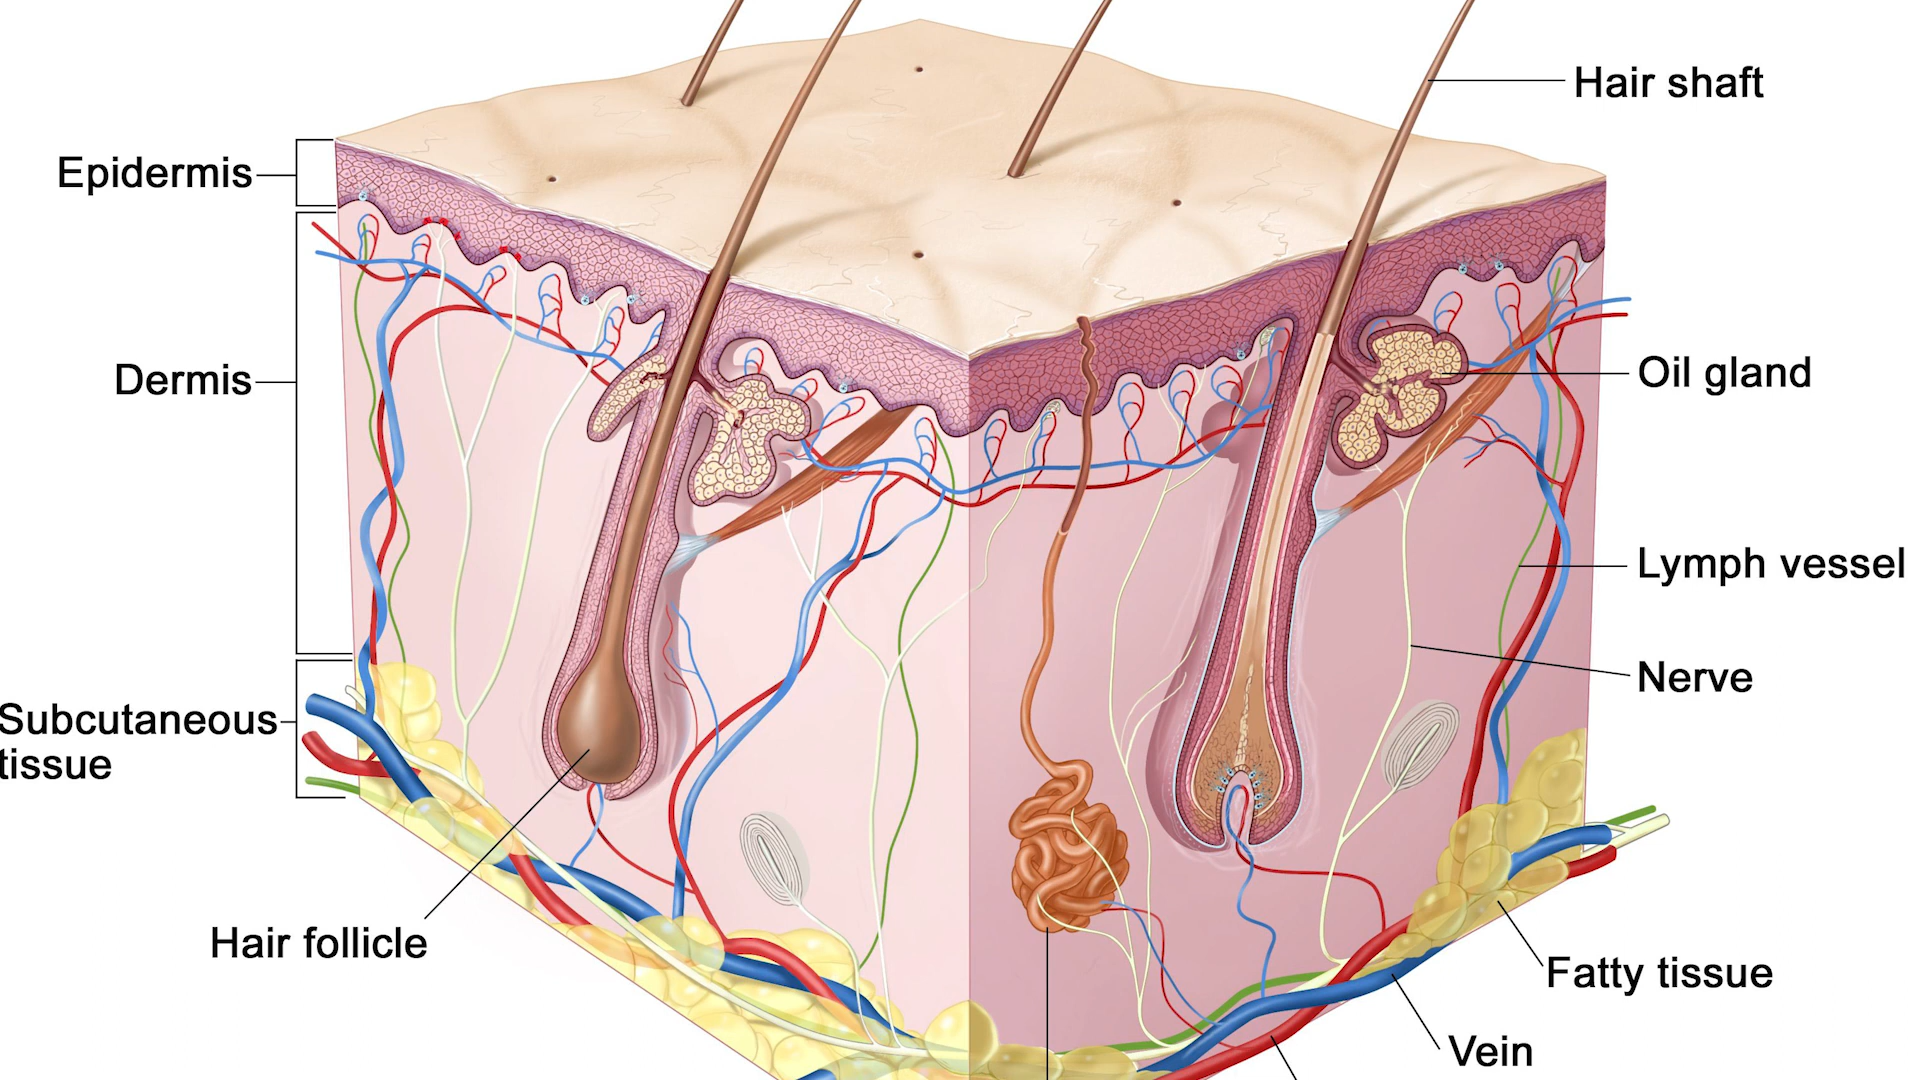 Hair shaft
Epidermis
Dermis
Oil gland
Lymph vessel
Nerve
Subcutaneous
tissue
Hair follicle
Fatty tissue
Vein